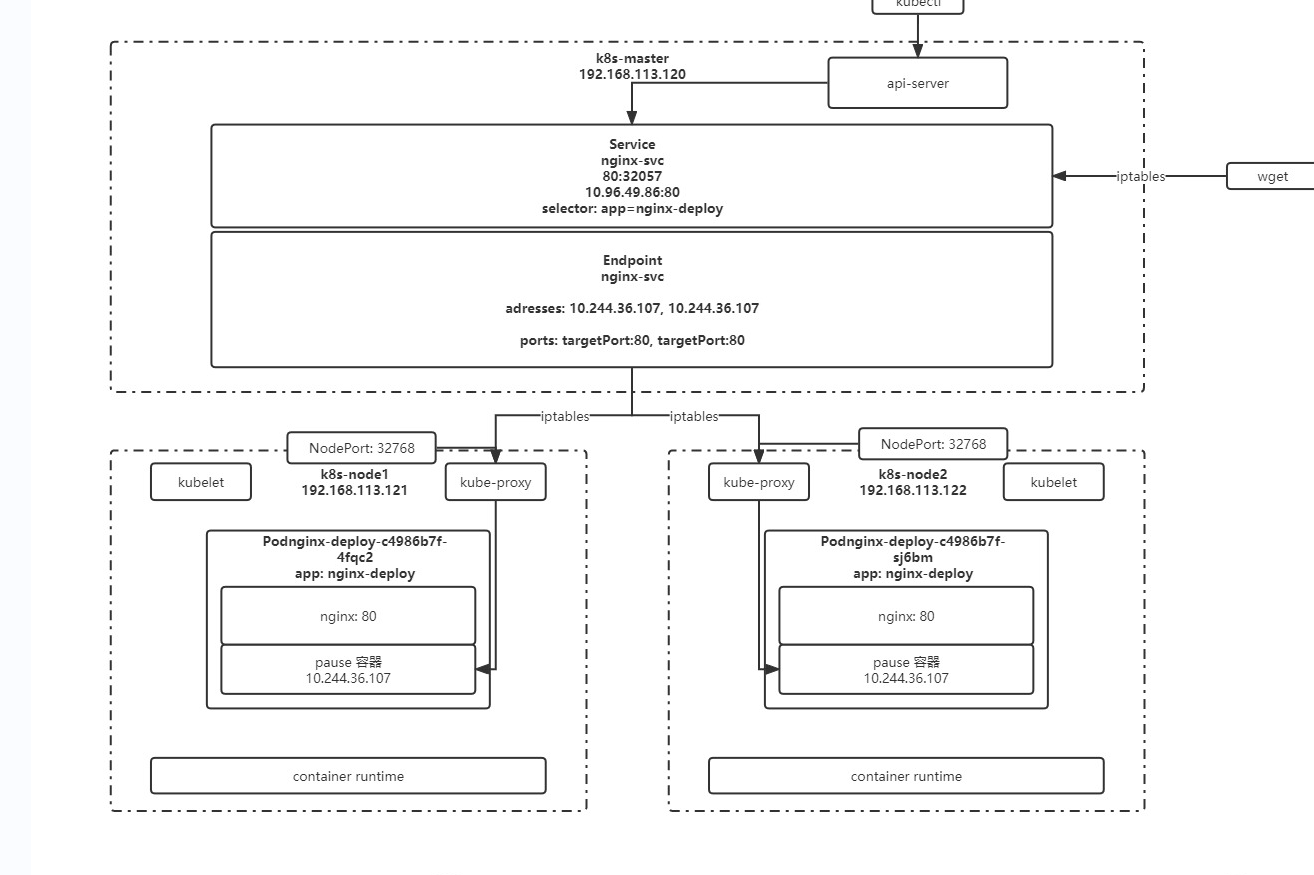 kubectl
k8s-master
192.168.113.120
api-server
Service
nginx-svc
80:32057
10.96.49.86:80
selector: app=nginx-deploy
iptables
wget
Endpoint
nginx-svc
adresses: 10.244.36.107, 10.244.36.107
ports: targetPort:80, targetPort:80
iptables
iptables
NodePort: 32768
kubelet
k8s-node1
192.168.113.121
kube-proxy
Podnginx-deploy-c4986b7f-
4fqc2
app: nginx-deploy
nginx: 80
pause 容器
10.244.36.107
container runtime
NodePort: 32768
kube-proxy
k8s-node2
192.168.113.122
kubelet
Podnginx-deploy-c4986b7f-
sj6bm
app: nginx-deploy
nginx: 80
pause 容器
10.244.36.107
container runtime